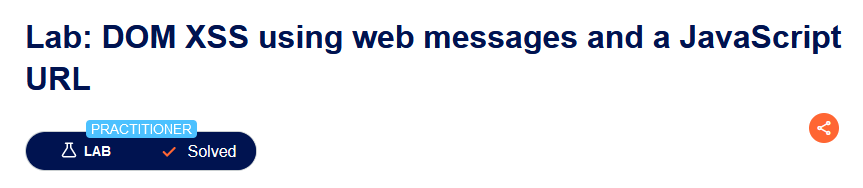 Lab: DOM XSS using web messages and a JavaScript
URL
PRACTITIONER
LAB
Solved